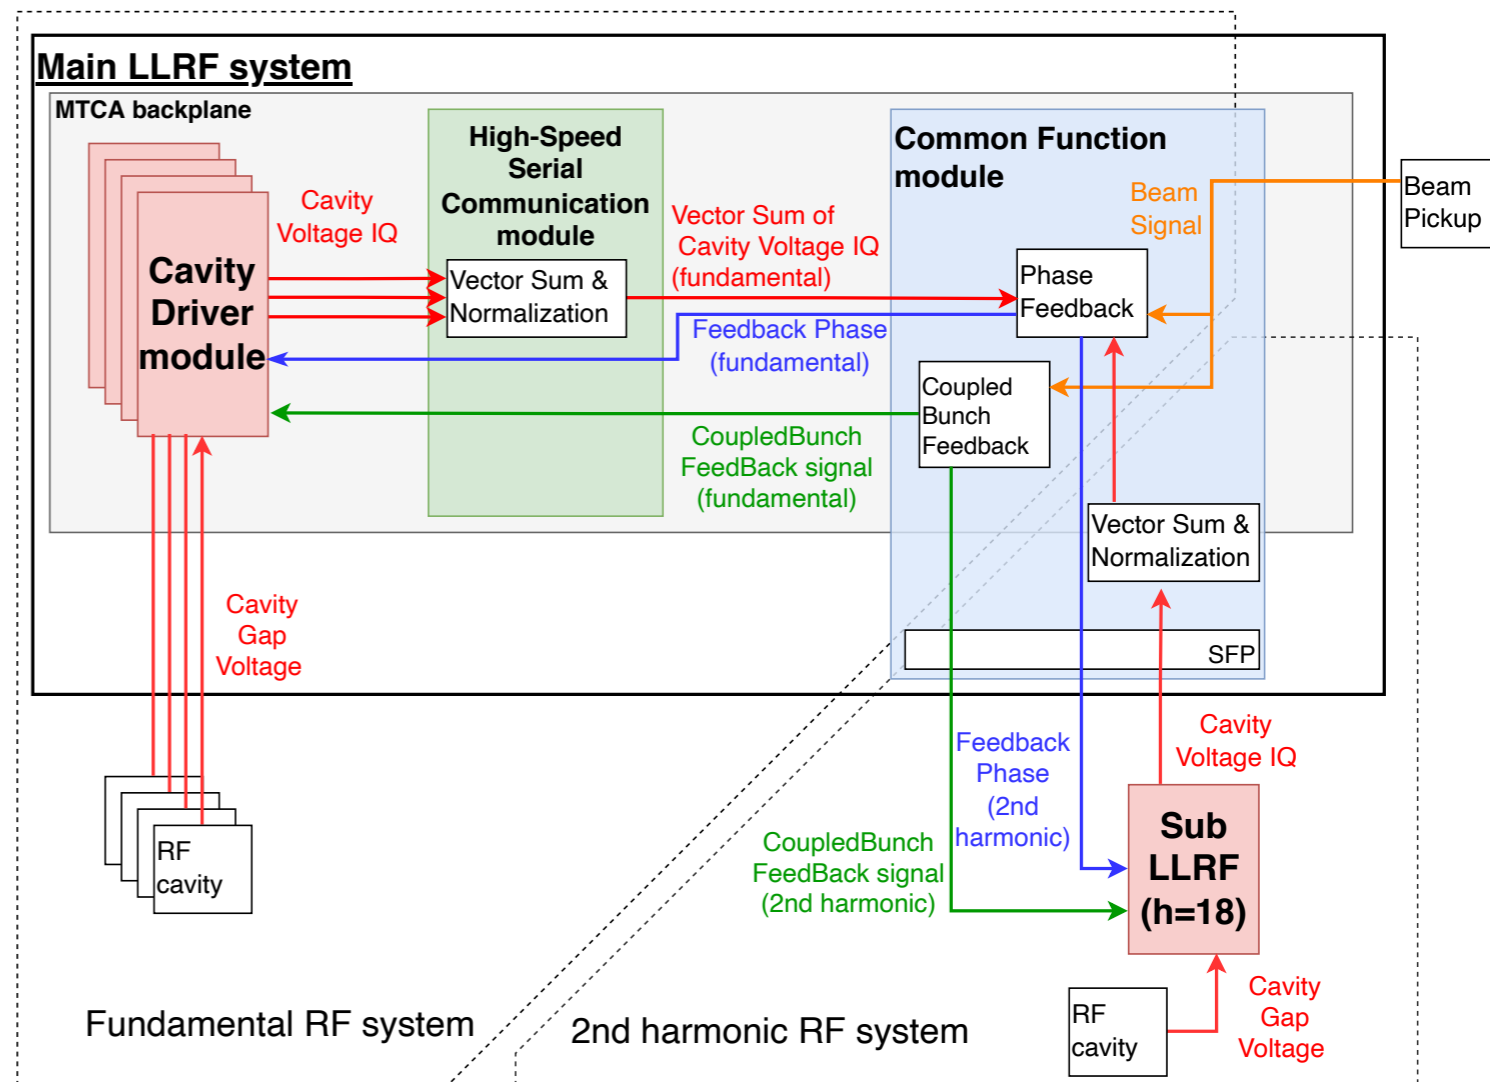 Main LLRF system
MTCA backplane
High-Speed
Serial
Communication
module
Common Function
module
Cavity
Voltage IQ
Cavity
Driver
module
Vector Sum &
Normalization
Vector Sum of
Cavity Voltage IQ
(fundamental)
Beam
Signal
Beam
Pickup
Phase
Feedback
Feedback Phase
(fundamental)
Coupled
Bunch
Feedback
CoupledBunch
FeedBack signal
(fundamental)
Vector Sum &
Normalization
SFP
Cavity
Gap
Voltage
Cavity
Voltage IQ
Feedback
Phase
(2nd
harmonic)
CoupledBunch
FeedBack signal
(2nd harmonic)
Sub
LLRF
(h=18)
RF
cavity
RF
cavity
Cavity
Gap
Voltage
Fundamental RF system
2nd harmonic RF system